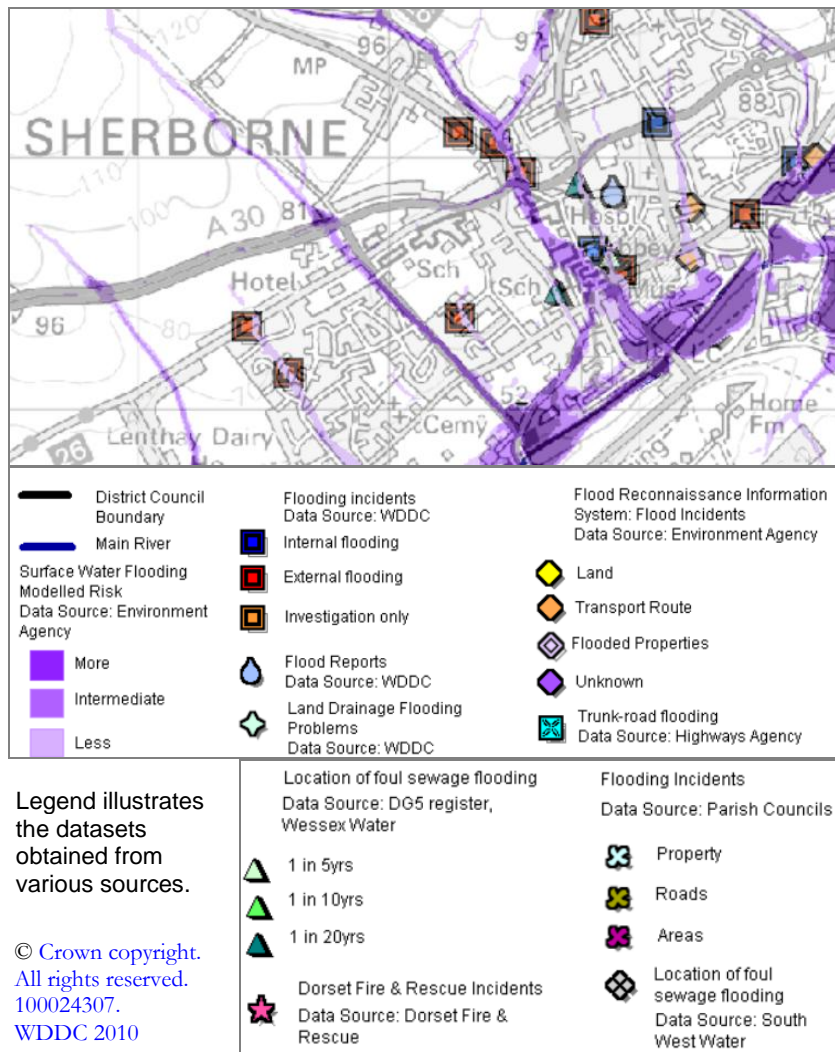 96
97
MP
88
SHERBORNE
110
100
A 30
81
Hospl
Abbey
Hotel
Sch
Sch
Mus
96
80
52
Home
Fm
Cemy
Lenthay Dairy
26
District Council
Boundary
Main River
Surface Water Flooding
Modelled Risk
Data Source: Environment
Agency
More
Intermediate
Less
Flooding incidents
Data Source: WDDC
Internal flooding
External flooding
Investigation only
Flood Reports
Data Source: WDDC
Land Drainage Flooding
Problems
Data Source: WDDC
Flood Reconnaissance Information
System: Flood Incidents
Data Source: Environment Agency
Land
Transport Route
Flooded Properties
Unknown
Trunk-road flooding
Data Source: Highways Agency
Legend illustrates
the datasets
obtained from
various sources.
© Crown copyright.
All rights reserved.
100024307.
WDDC 2010
Location of foul sewage flooding
Data Source: DG5 register,
Wessex Water
1 in 5yrs
1 in 10yrs
1 in 20yrs
Dorset Fire & Rescue Incidents
Data Source: Dorset Fire &
Rescue
Flooding Incidents
Data Source: Parish Councils
Property
Roads
Areas
Location of foul
sewage flooding
Data Source: South
West Water